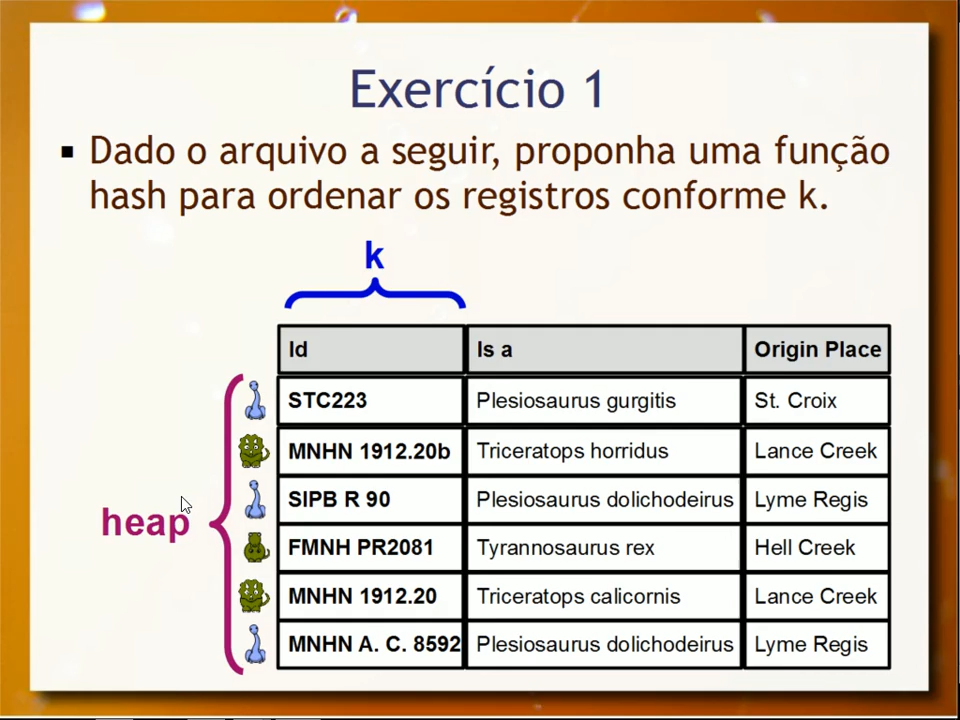 Exercício 1
Dado o arquivo a seguir, proponha uma função
hash para ordenar os registros conforme k.
k
Id Is a Origin Place
STC223 Plesiosaurus gurgitis St. Croix
MNHN 1912.20b Triceratops horridus Lance Creek
SIPB R 90 Plesiosaurus dolichodeirus Lyme Regis
heap
FMNH PR2081 Tyrannosaurus rex Hell Creek
MNHN 1912.20 Triceratops calicornis Lance Creek
MNHN A. C. 8592 Plesiosaurus dolichodeirus Lyme Regis